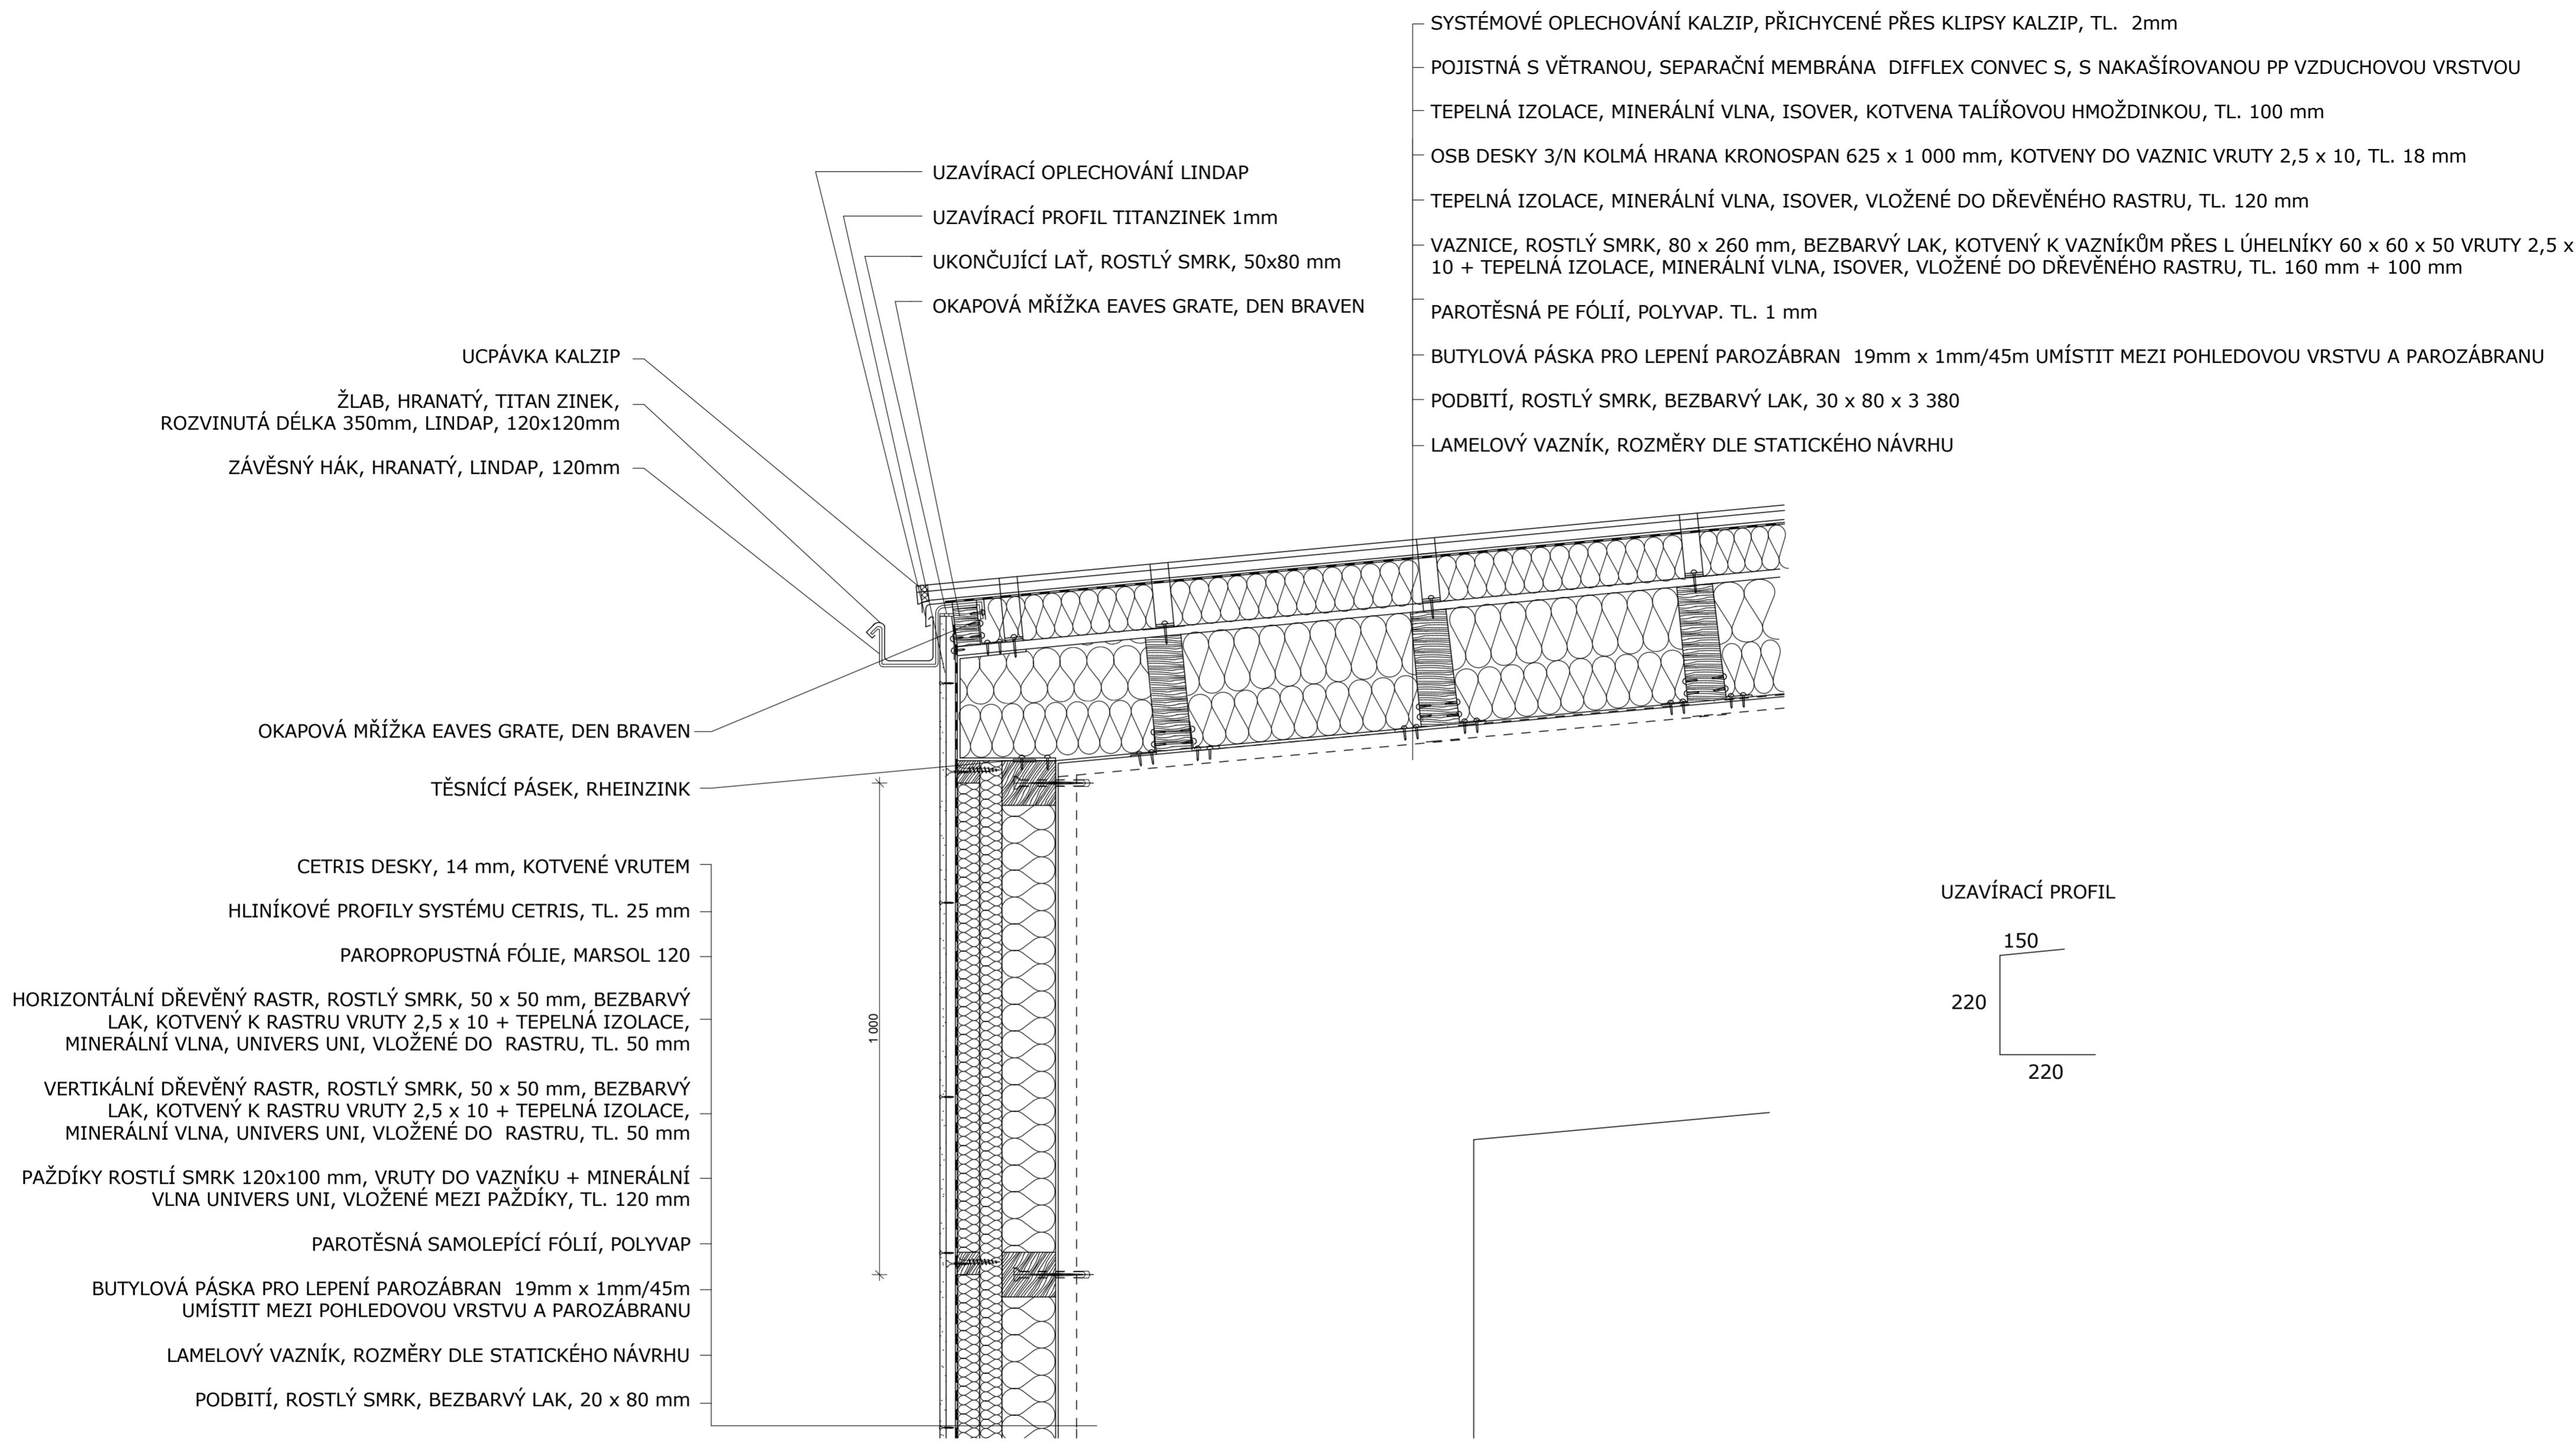 SYSTÉMOVÉ OPLECHOVÁNÍ KALZIP, PŘICHYCENÉ PŘES KLIPSY KALZIP, TL. 2mm
POJISTNÁ S VĚTRANOU, SEPARAČNÍ MEMBRÁNA DIFFLEX CONVEC S, S NAKAŠÍROVANOU PP VZDUCHOVOU VRSTVOU
TEPELNÁ IZOLACE, MINERÁLNÍ VLNA, ISOVER, KOTVENA TALÍŘOVOU HMOŽDINKOU, TL. 100 mm
OSB DESKY 3/N KOLMÁ HRANA KRONOSPAN 625 x 1 000 mm, KOTVENY DO VAZNIC VRUTY 2,5 x 10, TL. 18 mm
TEPELNÁ IZOLACE, MINERÁLNÍ VLNA, ISOVER, VLOŽENÉ DO DŘEVĚNÉHO RASTRU, TL. 120 mm
VAZNICE, ROSTLÝ SMRK, 80 x 260 mm, BEZBARVÝ LAK, KOTVENÝ K VAZNÍKŮM PŘES L ÚHELNÍKY 60 x 60 x 50 VRUTY 2,5 x
10 + TEPELNÁ IZOLACE, MINERÁLNÍ VLNA, ISOVER, VLOŽENÉ DO DŘEVĚNÉHO RASTRU, TL. 160 mm + 100 mm
PAROTĚSNÁ PE FÓLIÍ, POLYVAP. TL. 1 mm
BUTYLOVÁ PÁSKA PRO LEPENÍ PAROZÁBRAN 19mm x 1mm/45m UMÍSTIT MEZI POHLEDOVOU VRSTVU A PAROZÁBRANU
PODBITÍ, ROSTLÝ SMRK, BEZBARVÝ LAK, 30 x 80 x 3 380
LAMELOVÝ VAZNÍK, ROZMĚRY DLE STATICKÉHO NÁVRHU
UZAVÍRACÍ OPLECHOVÁNÍ LINDAP
UZAVÍRACÍ PROFIL TITANZINEK 1mm
UKONČUJÍCÍ LAŤ, ROSTLÝ SMRK, 50x80 mm
OKAPOVÁ MŘÍŽKA EAVES GRATE, DEN BRAVEN
UCPÁVKA KALZIP
ŽLAB, HRANATÝ, TITAN ZINEK,
ROZVINUTÁ DÉLKA 350mm, LINDAP, 120x120mm
ZÁVĚSNÝ HÁK, HRANATÝ, LINDAP, 120mm
OKAPOVÁ MŘÍŽKA EAVES GRATE, DEN BRAVEN
TĚSNÍCÍ PÁSEK, RHEINZINK
CETRIS DESKY, 14 mm, KOTVENÉ VRUTEM
HLINÍKOVÉ PROFILY SYSTÉMU CETRIS, TL. 25 mm
PAROPROPUSTNÁ FÓLIE, MARSOL 120
HORIZONTÁLNÍ DŘEVĚNÝ RASTR, ROSTLÝ SMRK, 50 x 50 mm, BEZBARVÝ
LAK, KOTVENÝ K RASTRU VRUTY 2,5 x 10 + TEPELNÁ IZOLACE,
MINERÁLNÍ VLNA, UNIVERS UNI, VLOŽENÉ DO RASTRU, TL. 50 mm
VERTIKÁLNÍ DŘEVĚNÝ RASTR, ROSTLÝ SMRK, 50 x 50 mm, BEZBARVÝ
LAK, KOTVENÝ K RASTRU VRUTY 2,5 x 10 + TEPELNÁ IZOLACE,
MINERÁLNÍ VLNA, UNIVERS UNI, VLOŽENÉ DO RASTRU, TL. 50 mm
PAŽDÍKY ROSTLÍ SMRK 120x100 mm, VRUTY DO VAZNÍKU + MINERÁLNÍ
VLNA UNIVERS UNI, VLOŽENÉ MEZI PAŽDÍKY, TL. 120 mm
PAROTĚSNÁ SAMOLEPÍCÍ FÓLIÍ, POLYVAP
BUTYLOVÁ PÁSKA PRO LEPENÍ PAROZÁBRAN 19mm x 1mm/45m
UMÍSTIT MEZI POHLEDOVOU VRSTVU A PAROZÁBRANU
LAMELOVÝ VAZNÍK, ROZMĚRY DLE STATICKÉHO NÁVRHU
PODBITÍ, ROSTLÝ SMRK, BEZBARVÝ LAK, 20 x 80 mm
1 000
UZAVÍRACÍ PROFIL
150
220
220